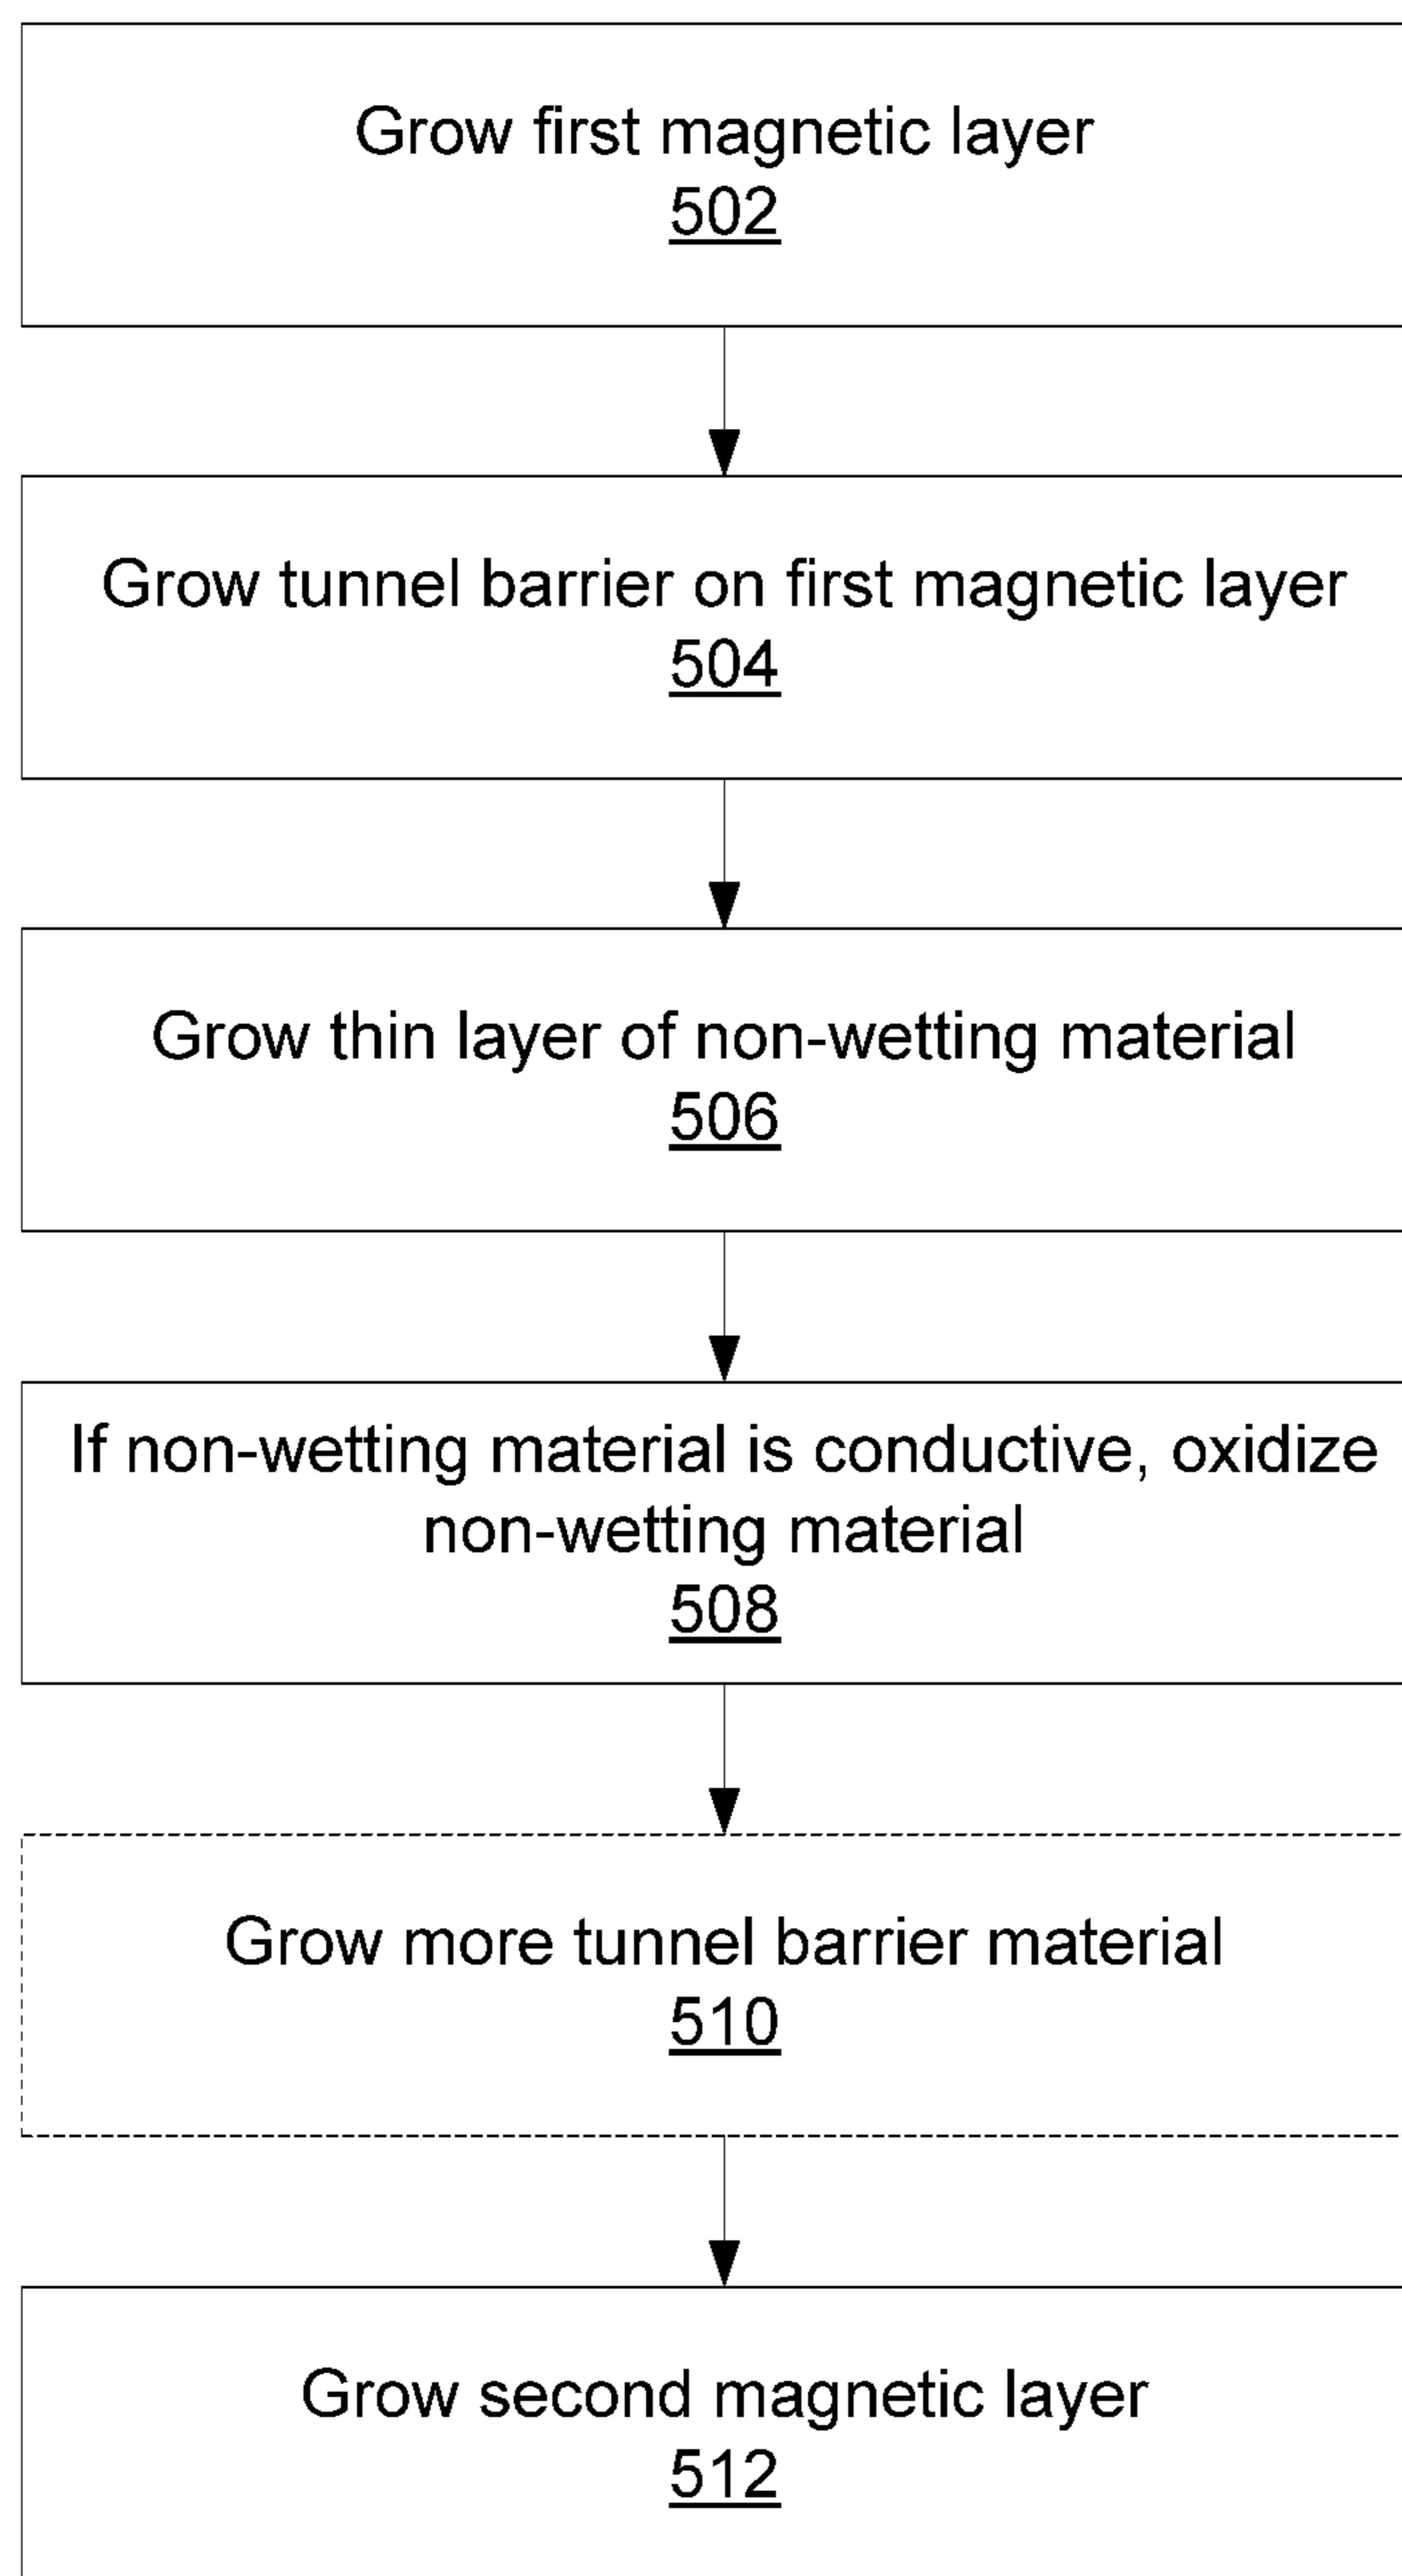 Grow first magnetic layer
502
Grow tunnel barrier on first magnetic layer
504
Grow thin layer of non-wetting material
506
If non-wetting material is conductive, oxidize
non-wetting material
508
Grow more tunnel barrier material
510
Grow second magnetic layer
512